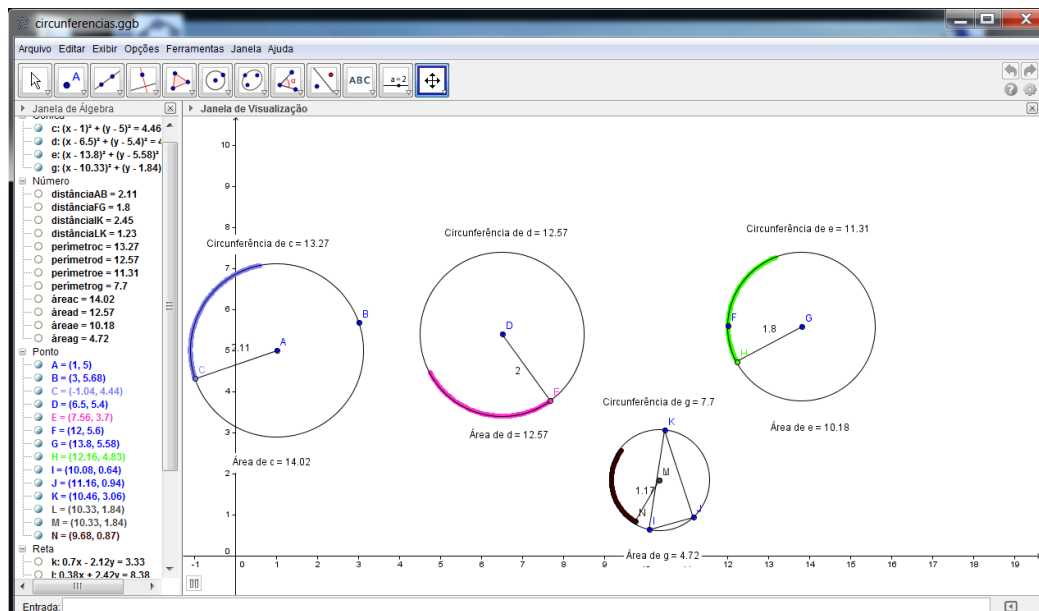 circunferencias.ggb
Arquivo Editar Exibir Opções Ferramentas Janela Ajuda
A
α
ABC
a=2
Janela de Álgebra
Cônica
c: (x - 1)² + (y - 5)² = 4.46
d: (x - 6.5)² + (y - 5.4)² =
e: (x - 13.8)² + (y - 5.58)²
g: (x - 10.33)² + (y - 1.84)
Número
distânciaAB = 2.11
distânciaFG = 1.8
distânciaIK = 2.45
distânciaLK = 1.23
perímetroc = 13.27
perímetrod = 12.57
perímetroe = 11.31
perímetrog = 7.7
áreac = 14.02
áread = 12.57
áreae = 10.18
áreag = 4.72
Ponto
A = (1, 5)
B = (3, 5.68)
C = (-1.04, 4.44)
D = (6.5, 5.4)
E = (7.56, 3.7)
F = (12, 5.6)
G = (13.8, 5.58)
H = (12.16, 4.83)
I = (10.08, 0.64)
J = (11.16, 0.94)
K = (10.46, 3.06)
L = (10.33, 1.84)
M = (10.33, 1.84)
N = (9.68, 0.87)
Reta
k: 0.7x - 2.12y = 3.33
l: 0.38x + 2.42y = 8.38
Janela de Visualização
10
9
8
7
6
5
4
3
2
1
0
Circunferência de c = 13.27
B
A
2.11
C
Área de c = 14.02
Circunferência de d = 12.57
D
2
E
Área de d = 12.57
Circunferência de e = 11.31
F
G
1.8
H
Área de e = 10.18
Circunferência de g = 7.7
K
M
1.17
N
I
J
Área de g = 4.72
-1 0 1 2 3 4 5 6 7 8 9 10 11 12 13 14 15 16 17 18 19
Entrada: